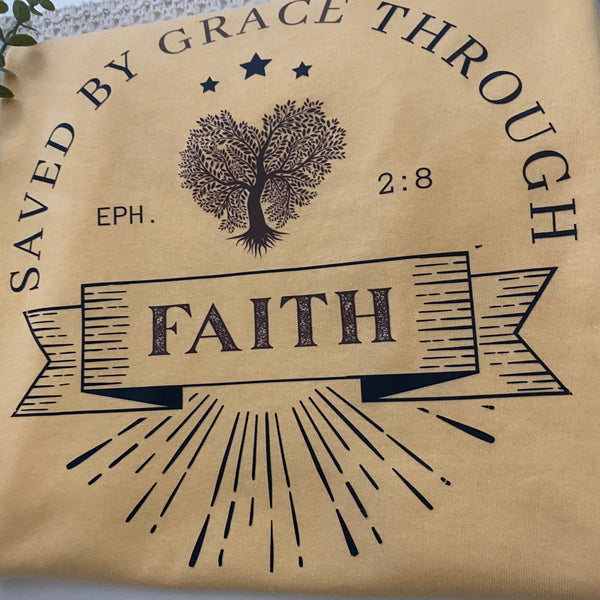 SAVED BY GRACE THROUGH
EPH. 2:8
FAITH